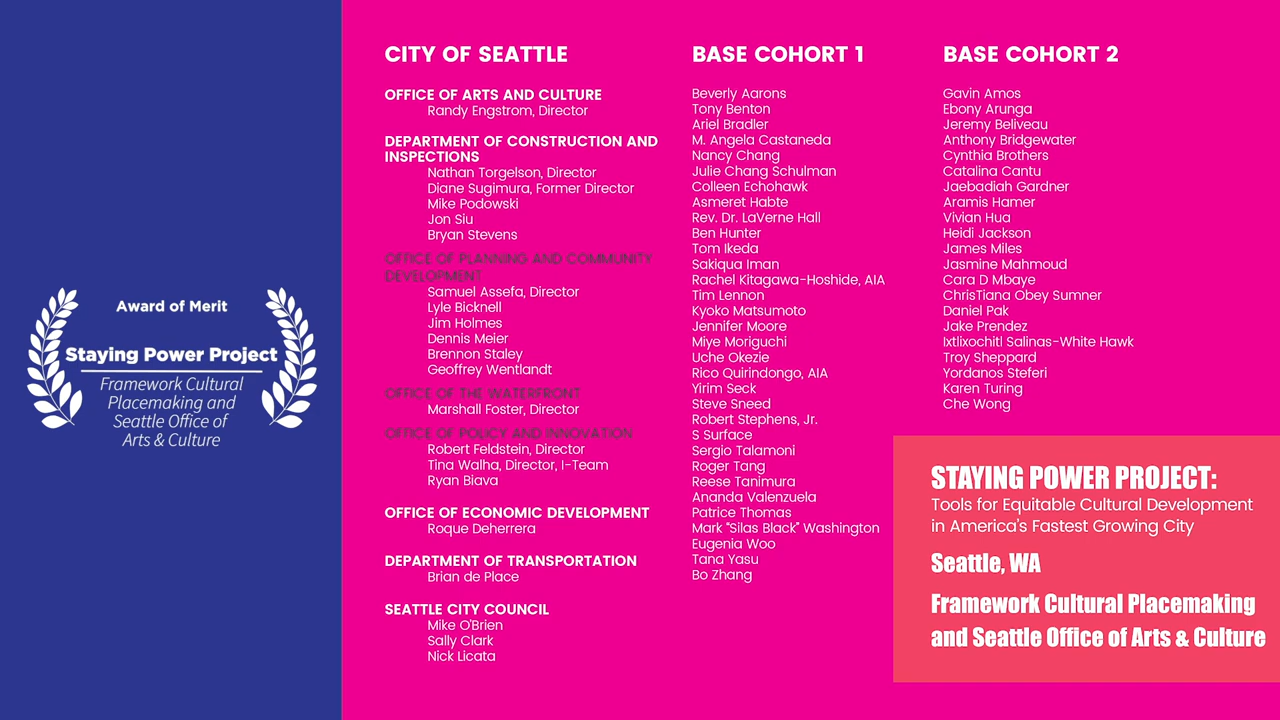 Award of Merit
Staying Power Project
Framework Cultural
Placemaking and
Seattle Office of
Arts & Culture
CITY OF SEATTLE
OFFICE OF ARTS AND CULTURE
Randy Engstrom, Director
DEPARTMENT OF CONSTRUCTION AND
INSPECTIONS
Nathan Torgelson, Director
Diane Sugimura, Former Director
Mike Podowski
Jon Siu
Bryan Stevens
OFFICE OF PLANNING AND COMMUNITY
DEVELOPMENT
Samuel Assefa, Director
Lyle Bicknell
Jim Holmes
Dennis Meier
Brennon Staley
Geoffrey Wentlandt
OFFICE OF THE WATERFRONT
Marshall Foster, Director
OFFICE OF POLICY AND INNOVATION
Robert Feldstein, Director
Tina Walha, Director, I-Team
Ryan Biava
OFFICE OF ECONOMIC DEVELOPMENT
Roque Deherrera
DEPARTMENT OF TRANSPORTATION
Brian de Place
SEATTLE CITY COUNCIL
Mike O'Brien
Sally Clark
Nick Licata
BASE COHORT 1
Beverly Aarons
Tony Benton
Ariel Bradler
M. Angela Castaneda
Nancy Chang
Julie Chang Schulman
Colleen Echohawk
Asmeret Habte
Rev. Dr. LaVerne Hall
Ben Hunter
Tom Ikeda
Sakiqua Iman
Rachel Kitagawa-Hoshide, AIA
Tim Lennon
Kyoko Matsumoto
Jennifer Moore
Miye Moriguchi
Uche Okezie
Rico Quirindongo, AIA
Yirim Seck
Steve Sneed
Robert Stephens, Jr.
S Surface
Sergio Talamoni
Roger Tang
Reese Tanimura
Ananda Valenzuela
Patrice Thomas
Mark "Silas Black" Washington
Eugenia Woo
Tana Yasu
Bo Zhang
BASE COHORT 2
Gavin Amos
Ebony Arunga
Jeremy Beliveau
Anthony Bridgewater
Cynthia Brothers
Catalina Cantu
Jaebadiah Gardner
Aramis Hamer
Vivian Hua
Heidi Jackson
James Miles
Jasmine Mahmoud
Cara D Mbaye
ChrisTiana Obey Sumner
Daniel Pak
Jake Prendez
Ixtlixochitl Salinas-White Hawk
Troy Sheppard
Yordanos Steferi
Karen Turing
Che Wong
STAYING POWER PROJECT:
Tools for Equitable Cultural Development
in America's Fastest Growing City
Seattle, WA
Framework Cultural Placemaking
and Seattle Office of Arts & Culture